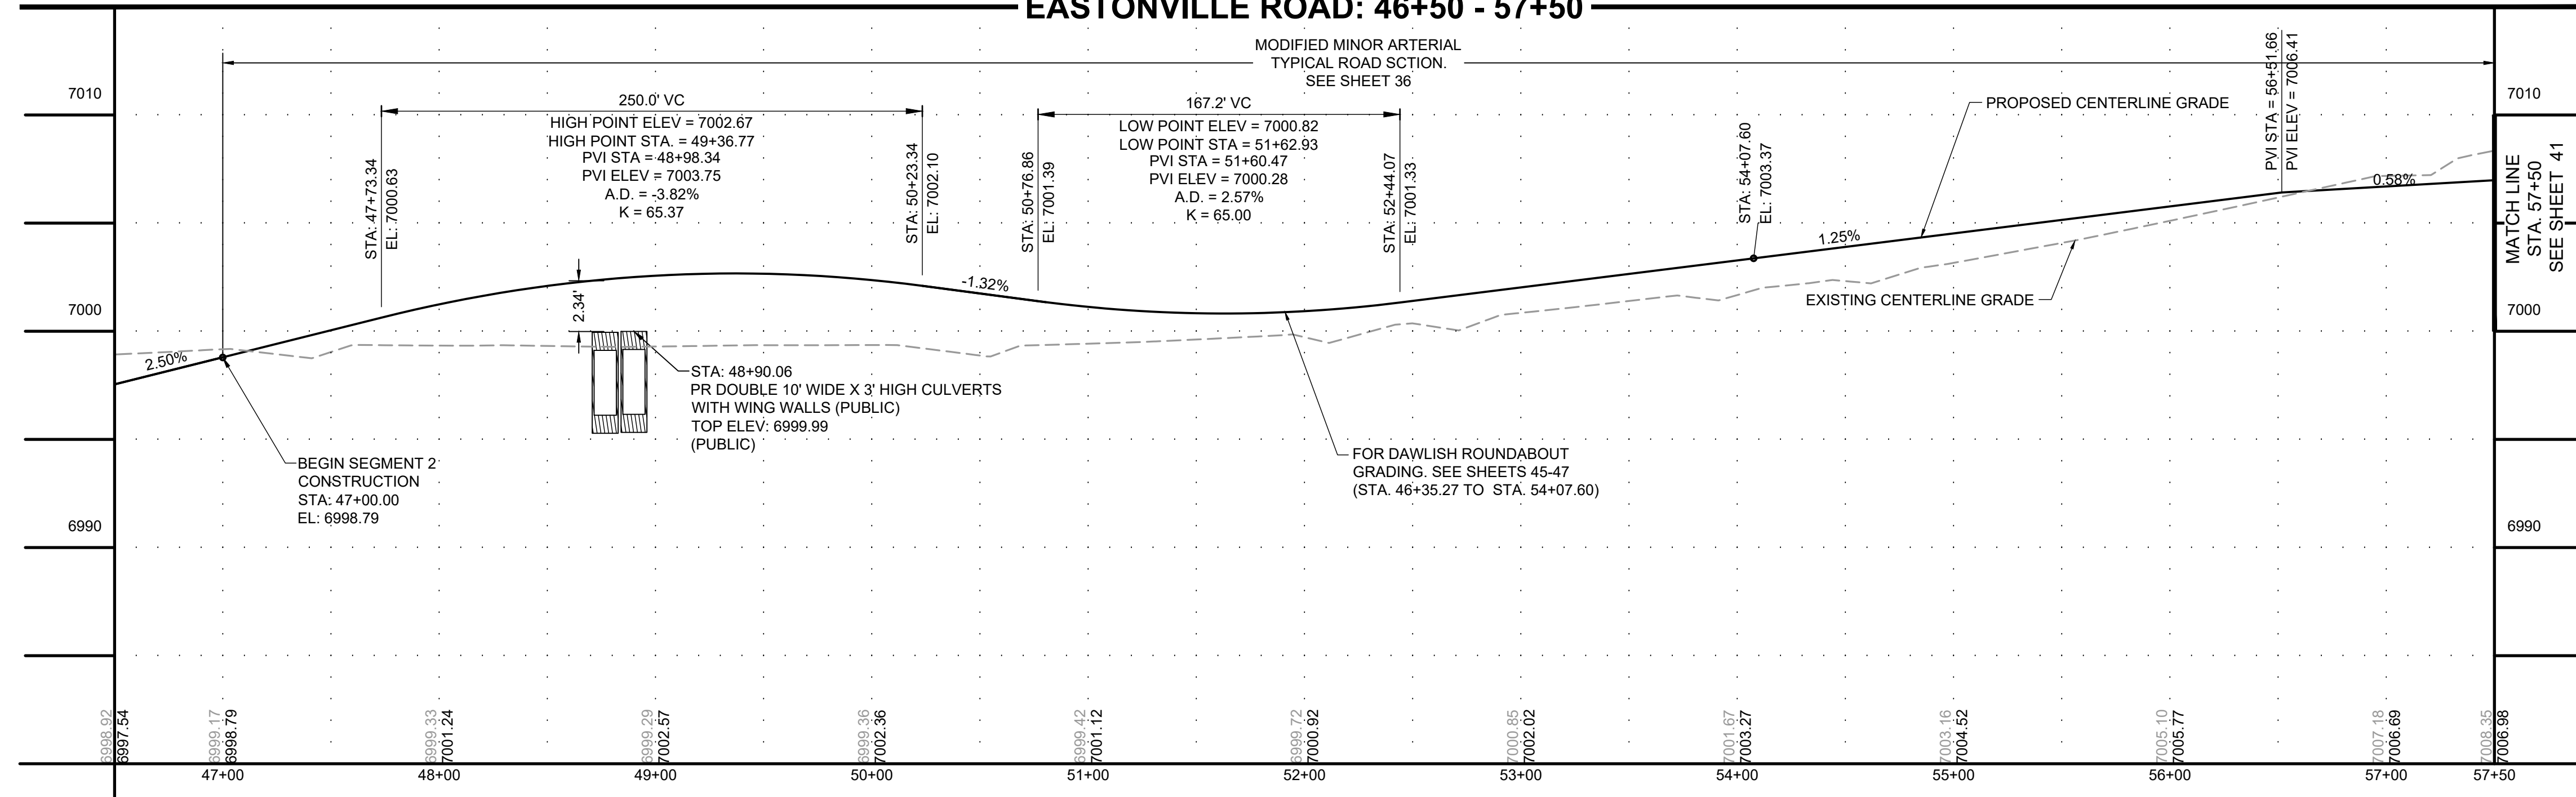 EASTONVILLE ROAD: 46+50 - 57+50
MODIFIED MINOR ARTERIAL
TYPICAL ROAD SCTION.
SEE SHEET 36
7010
7000
6990
250.0' VC
HIGH POINT ELEV = 7002.67
HIGH POINT STA. = 49+36.77
PVI STA = 48+98.34
PVI ELEV = 7003.75
A.D. = -3.82%
K = 65.37
STA: 47+73.34
EL: 7000.63
STA: 50+23.34
EL: 7002.10
167.2' VC
LOW POINT ELEV = 7000.82
LOW POINT STA = 51+62.93
PVI STA = 51+60.47
PVI ELEV = 7000.28
A.D. = 2.57%
K = 65.00
STA: 50+76.86
EL: 7001.39
STA: 52+44.07
EL: 7001.33
STA: 54+07.60
EL: 7003.37
PROPOSED CENTERLINE GRADE
PVI STA = 56+51.66
PVI ELEV = 7006.41
7010
7000
6990
MATCH LINE
STA. 57+50
SEE SHEET 41
2.50%
2.34'
-1.32%
1.25%
0.58%
EXISTING CENTERLINE GRADE
STA: 48+90.06
PR DOUBLE 10' WIDE X 3' HIGH CULVERTS
WITH WING WALLS (PUBLIC)
TOP ELEV: 6999.99
(PUBLIC)
BEGIN SEGMENT 2
CONSTRUCTION
STA: 47+00.00
EL: 6998.79
FOR DAWLISH ROUNDABOUT
GRADING. SEE SHEETS 45-47
(STA. 46+35.27 TO STA. 54+07.60)
6998.92
6997.54
6999.17
6998.79
6999.33
7001.24
6999.29
7002.57
6999.36
7002.36
6999.42
7001.12
6999.72
7000.92
7000.85
7002.02
7001.67
7003.27
7003.16
7004.52
7005.10
7005.77
7007.18
7006.69
7008.35
7006.98
47+00
48+00
49+00
50+00
51+00
52+00
53+00
54+00
55+00
56+00
57+00
57+50